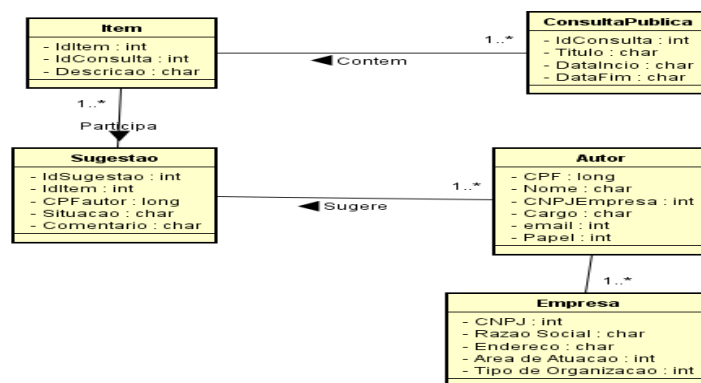 Item
- IdItem : int
- IdConsulta : int
- Descricao : char
ConsultaPublica
- IdConsulta : int
- Titulo : char
- DataIncio : char
- DataFim : char
1..*
Contem
1..*
Participa
Sugestao
- IdSugestao : int
- IdItem : int
- CPFautor : long
- Situacao : char
- Comentario : char
1..*
Sugere
Autor
- CPF : long
- Nome : char
- CNPJEmpresa : int
- Cargo : char
- email : int
- Papel : int
1..*
Empresa
- CNPJ : int
- Razao Social : char
- Endereco : char
- Area de Atuacao : int
- Tipo de Organizacao : int